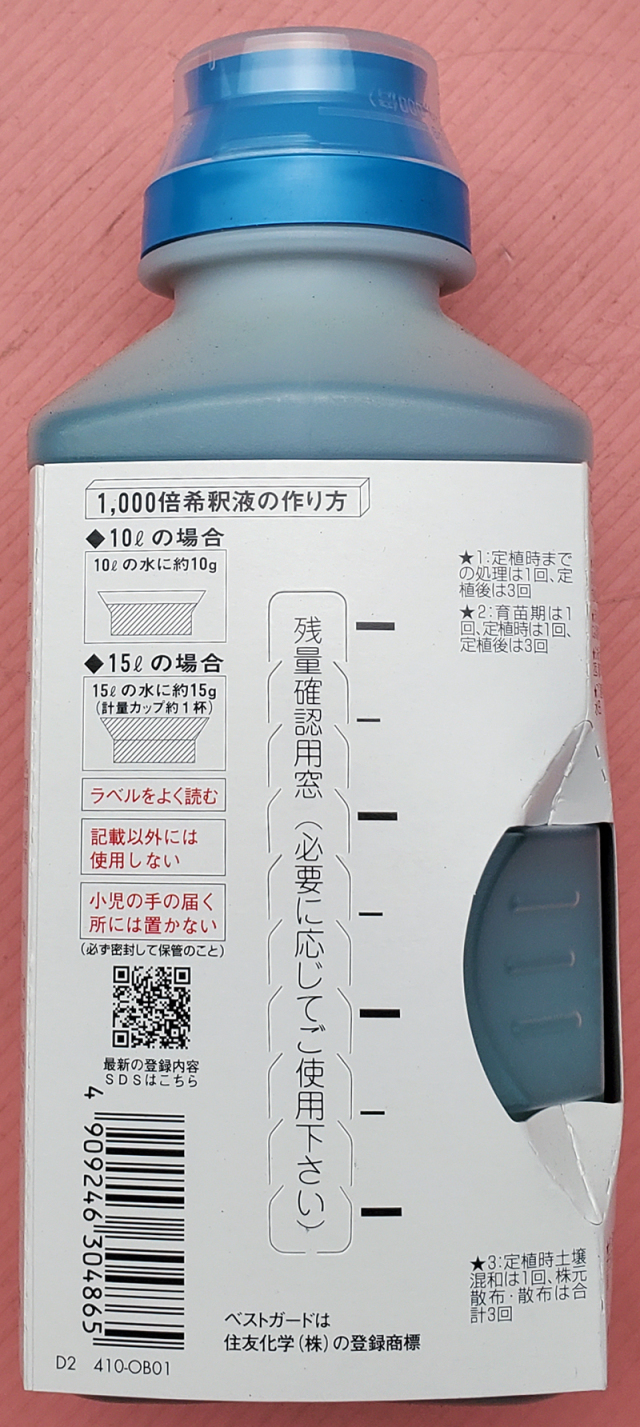 1,000倍希釈液の作り方
◆10ℓの場合
10ℓの水に約10g
◆15ℓの場合
15ℓの水に約15g
(計量カップ約1杯)
ラベルをよく読む
記載以外には
使用しない
小児の手の届く
所には置かない
(必ず密封して保管のこと)
最新の登録内容
SDSはこちら
4 909246 304865
D2 410-OB01
残量確認用窓(必要に応じてご使用下さい)
★1:定植時まで
の処理は1回、定
植後は3回
★2:育苗期は1
回、定植時は1回、
定植後は3回
★3:定植時土壌
混和は1回、株元
散布・散布は合
計3回
ベストガードは
住友化学(株)の登録商標